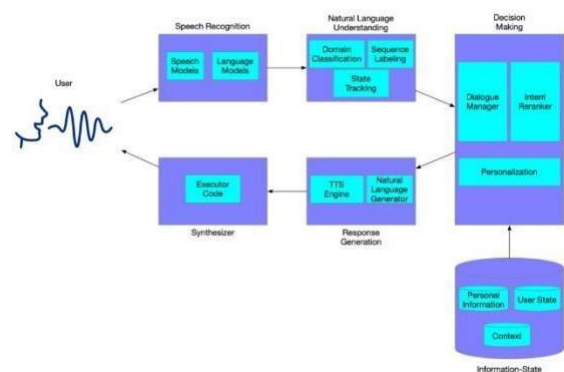 User
Speech Recognition
Speech
Models
Language
Models
Natural Language
Understanding
Domain
Classification
Sequence
Labeling
State
Tracking
Decision
Making
Dialogue
Manager
Intent
Reranker
Personalization
Executor
Code
Synthesizer
TTS
Engine
Natural
Language
Generator
Response
Generation
Personal
Information
User State
Context
Information-State